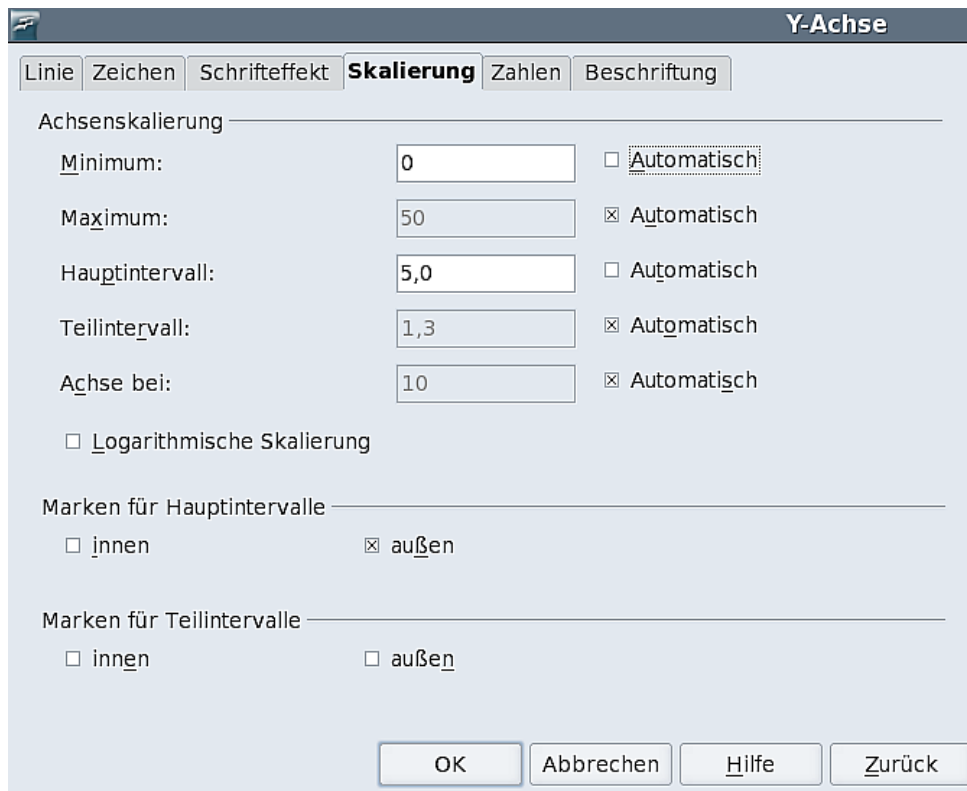 Y-Achse
Linie Zeichen Schrifteffekt Skalierung Zahlen Beschriftung
Achsenskalierung
Minimum: 0 Automatisch
Maximum: 50 Automatisch
Hauptintervall: 5,0 Automatisch
Teilintervall: 1,3 Automatisch
Achse bei: 10 Automatisch
Logarithmische Skalierung
Marken für Hauptintervalle
innen außen
Marken für Teilintervalle
innen außen
OK Abbrechen Hilfe Zurück